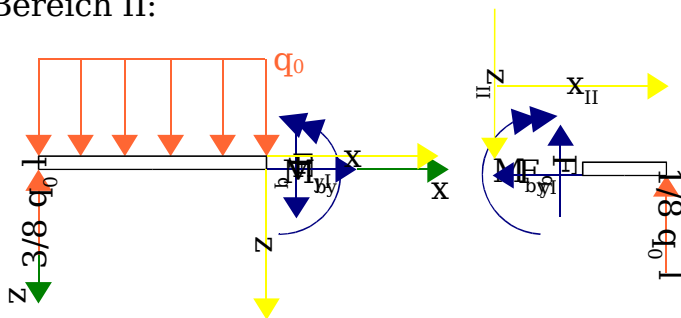 Bereich II:
q₀
x
x
z
z
3/8 q₀ l
z_II
x_II
1/8 q₀ l